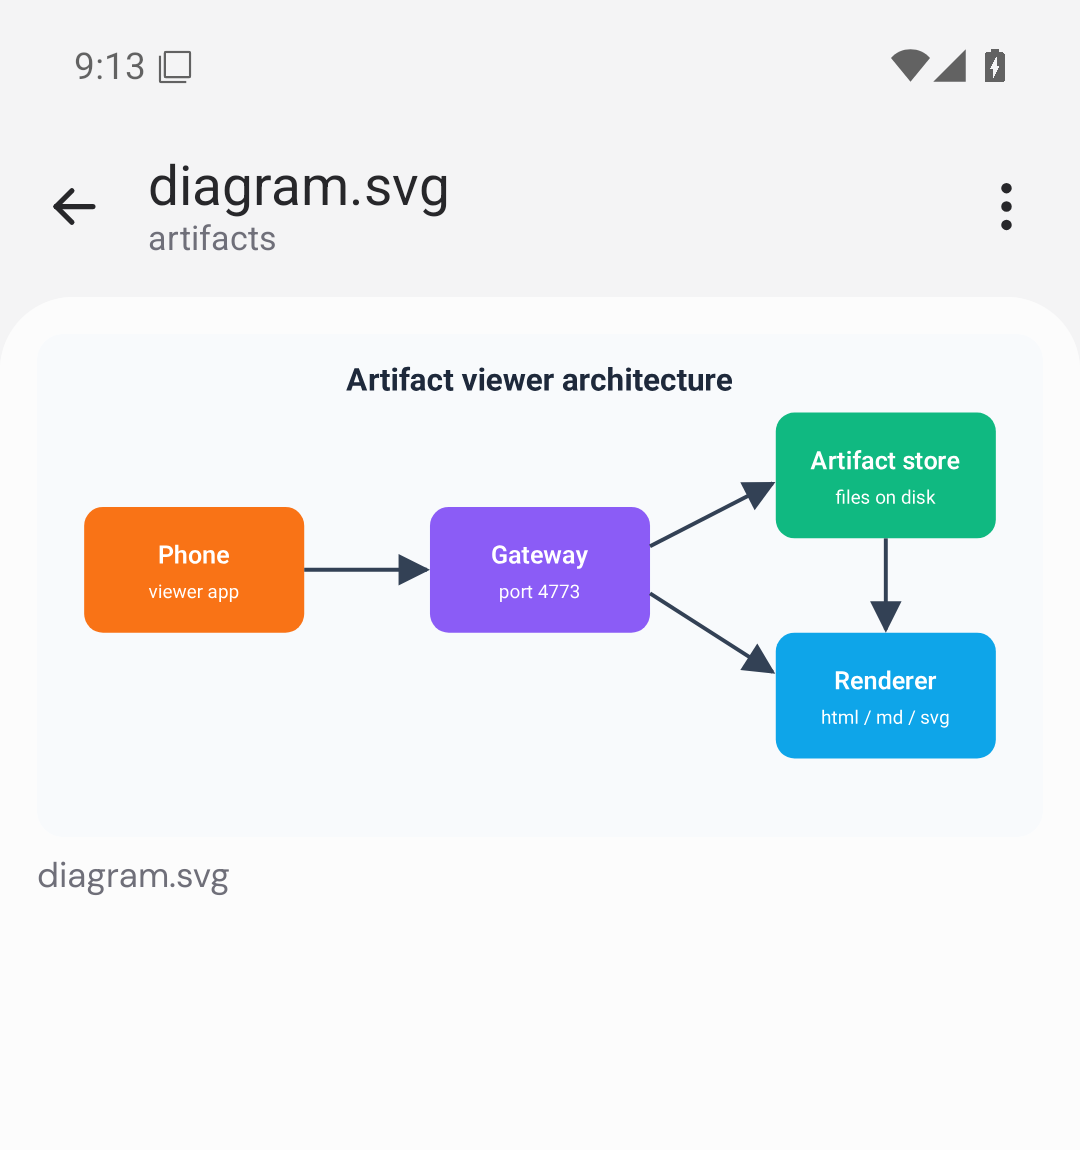 9:13
diagram.svg
artifacts
Artifact viewer architecture
Artifact store
files on disk
Phone
viewer app
Gateway
port 4773
Renderer
html / md / svg
diagram.svg